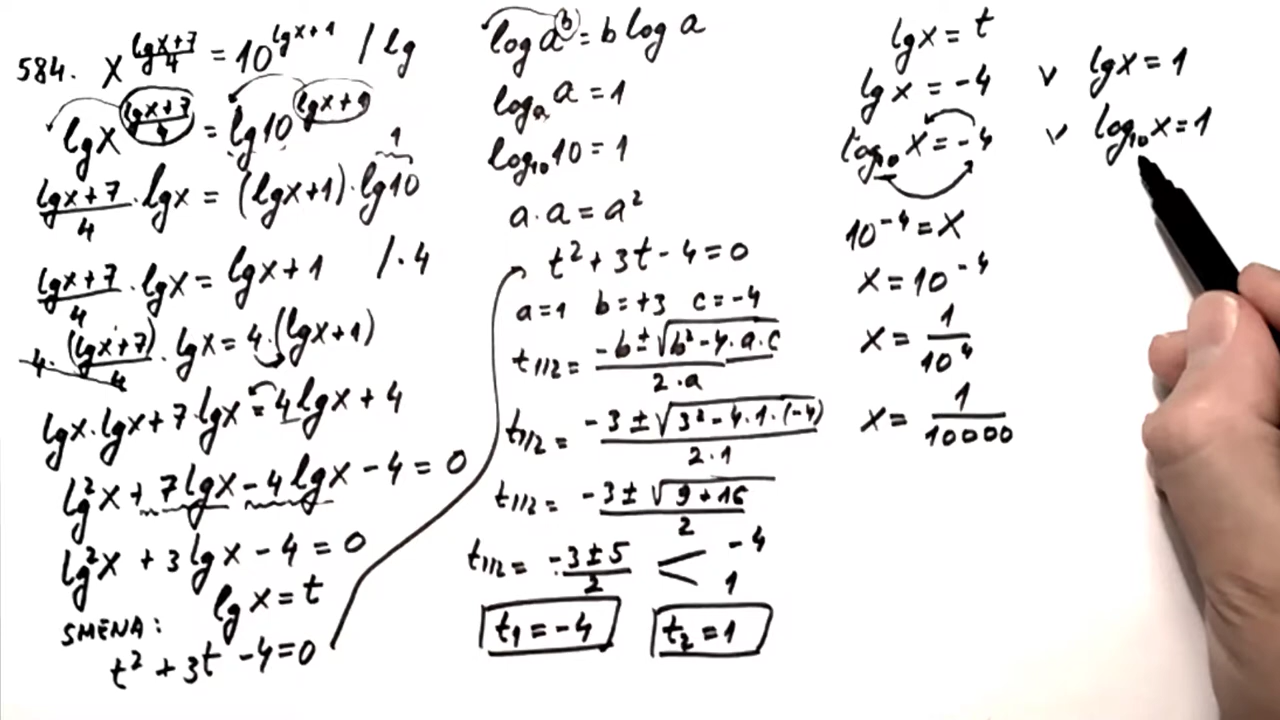 584. x^((lgx+7)/4) = 10^(lgx+1) / lg
lgx^((lgx+7)/4) = lg10^(lgx+1)
(lgx+7)/4 · lgx = (lgx+1) · lg10
1
(lgx+7)/4 · lgx = lgx+1 / · 4
4 · (lgx+7)/4 · lgx = 4 · (lgx+1)
lgx · lgx + 7 lgx = 4 lgx + 4
lg²x + 7lgx - 4lgx - 4 = 0
lg²x + 3lgx - 4 = 0
SMENA: lgx = t
t² + 3t - 4 = 0
log a^b = b log a
logₐ a = 1
log₁₀ 10 = 1
a · a = a²
t² + 3t - 4 = 0
a = 1 b = +3 c = -4
t1/2 = (-b ± √(b² - 4 · a · c))/(2 · a)
t1/2 = (-3 ± √(3² - 4 · 1 · (-4)))/(2 · 1)
t1/2 = (-3 ± √(9 + 16))/2
t1/2 = (-3 ± 5)/2 < -4
1
t₁ = -4 t₂ = 1
lgx = t
lgx = -4 ∨ lgx = 1
log₁₀ x = -4 ∨ log₁₀ x = 1
10⁻⁴ = x
x = 10⁻⁴
x = 1/10⁴
x = 1/10000